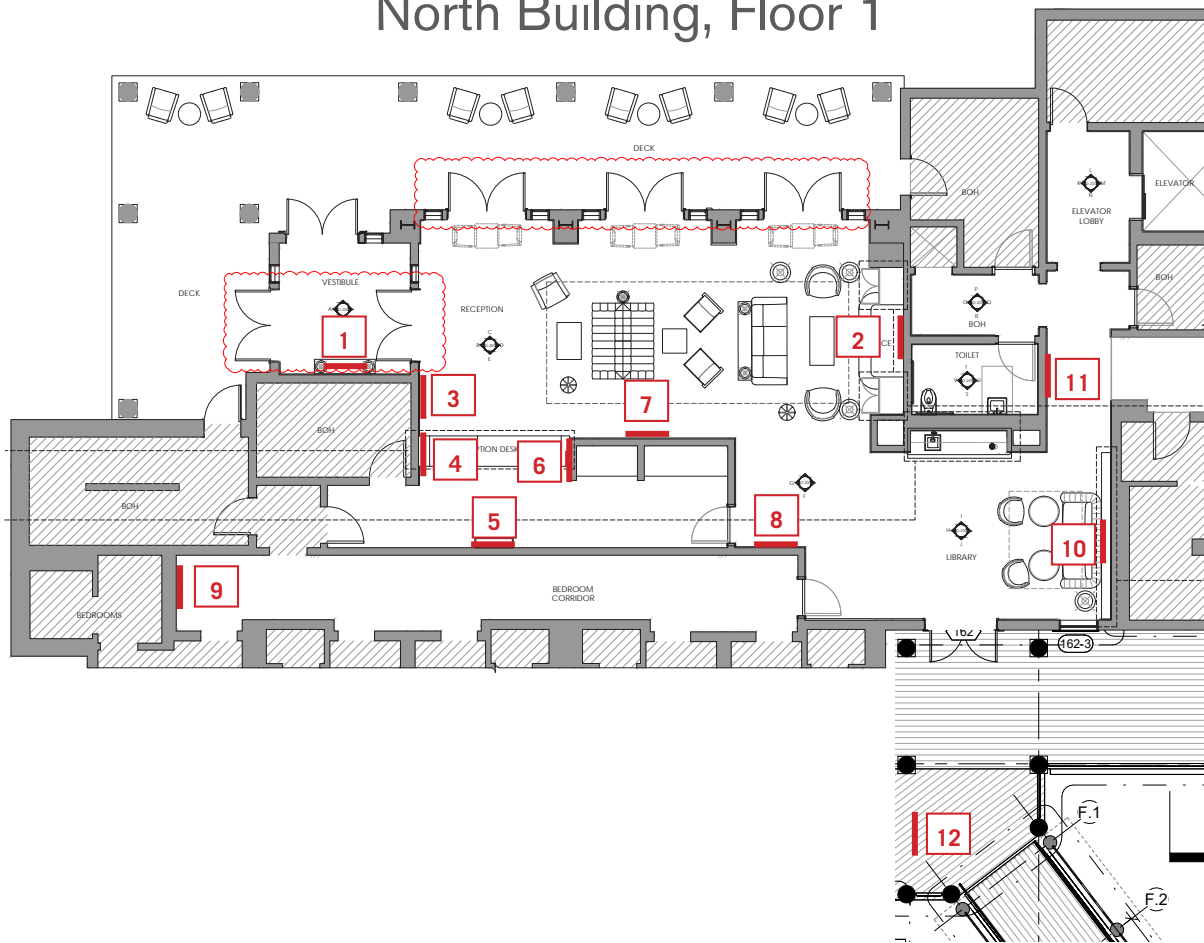 North Building, Floor 1
DECK
BOH
ELEVATOR
ELEVATOR
LOBBY
VESTIBULE
DECK
BOH
RECEPTION
BOH
1
2
TOILET
3
7
11
BOH
4
6
5
8
BOH
10
LIBRARY
9
BEDROOM
CORRIDOR
BEDROOMS
162
162-3
F.1
12
F.2